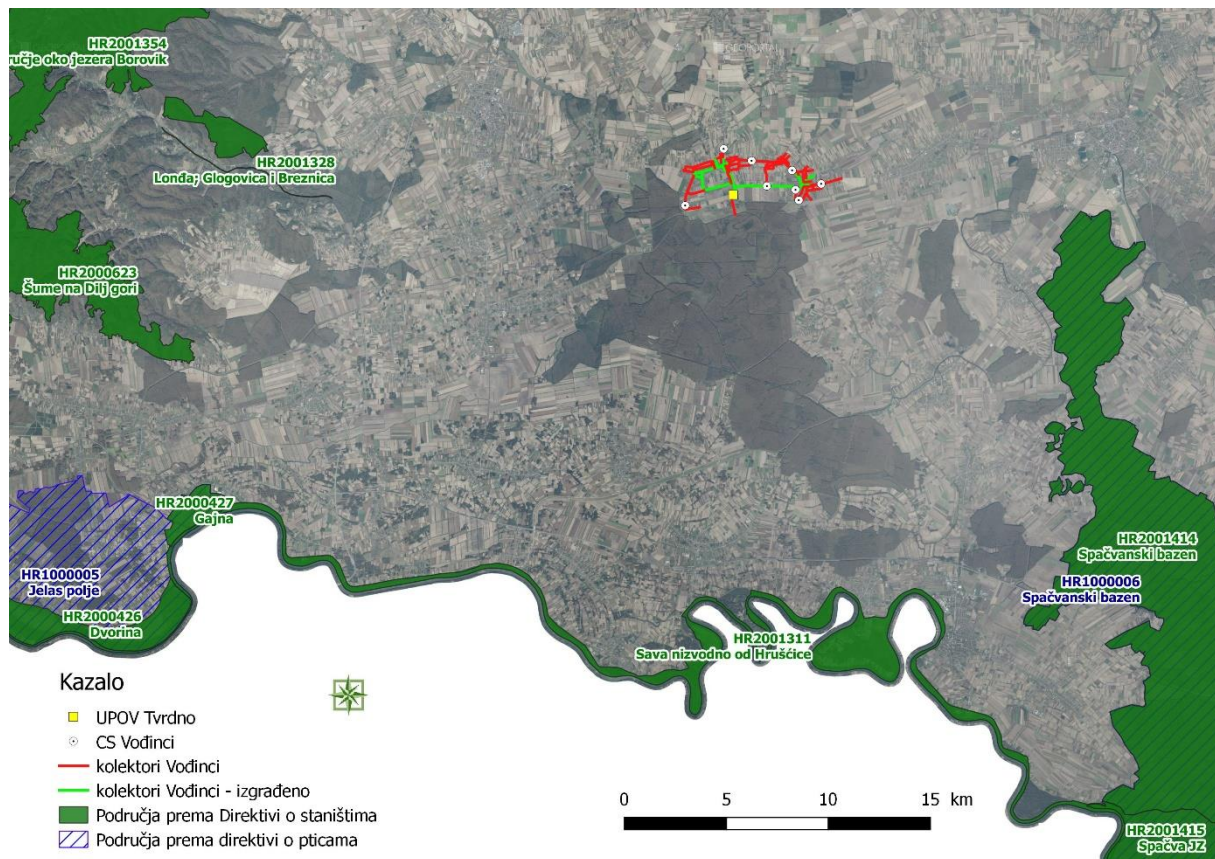 HR2001354
ručje oko jezera Borovik
HR2001328
Lonđa; Glogovica i Breznica
HR2000623
Šume na Dilj gori
HR2000427
Gajna
HR1000005
Jelas polje
HR2000426
Dvorina
HR2001414
Spačvanski bazen
HR1000006
Spačvanski bazen
HR2001311
Sava nizvodno od Hrušćice
HR2001415
Spačva JZ
Kazalo
UPOV Tvrdno
CS Vođinci
kolektori Vođinci
kolektori Vođinci - izgrađeno
Područja prema Direktivi o staništima
Područja prema direktivi o pticama
0 5 10 15 km